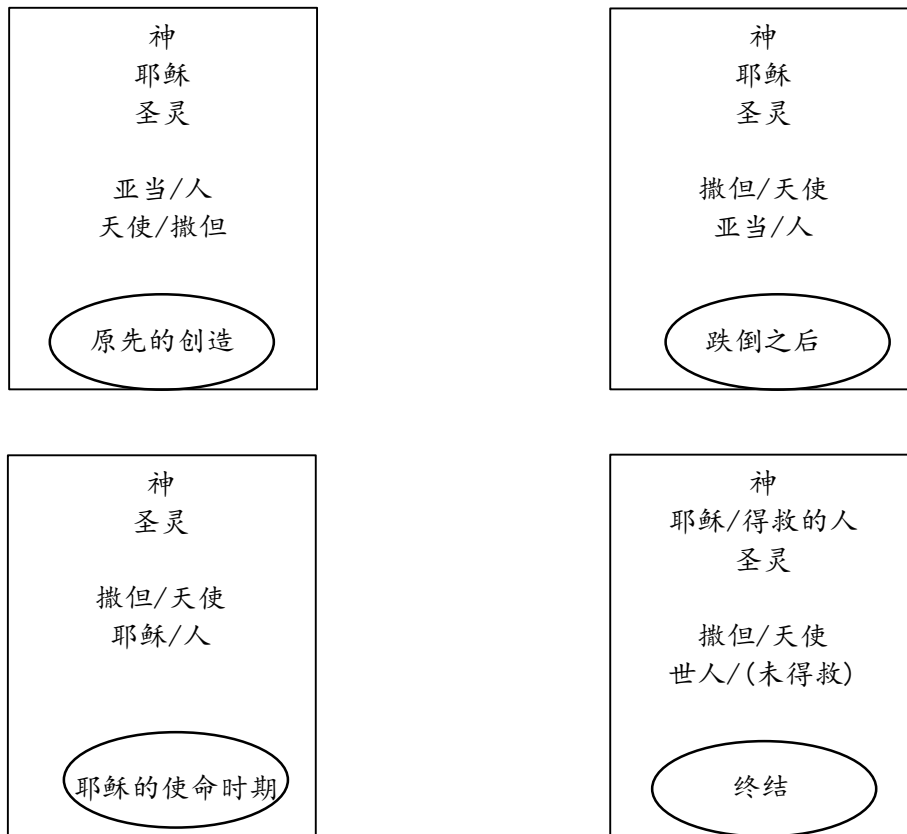 神
耶稣
圣灵
亚当/人
天使/撒但
原先的创造
神
耶稣
圣灵
撒但/天使
亚当/人
跌倒之后
神
圣灵
撒但/天使
耶稣/人
耶稣的使命时期
神
耶稣/得救的人
圣灵
撒但/天使
世人/(未得救)
终结